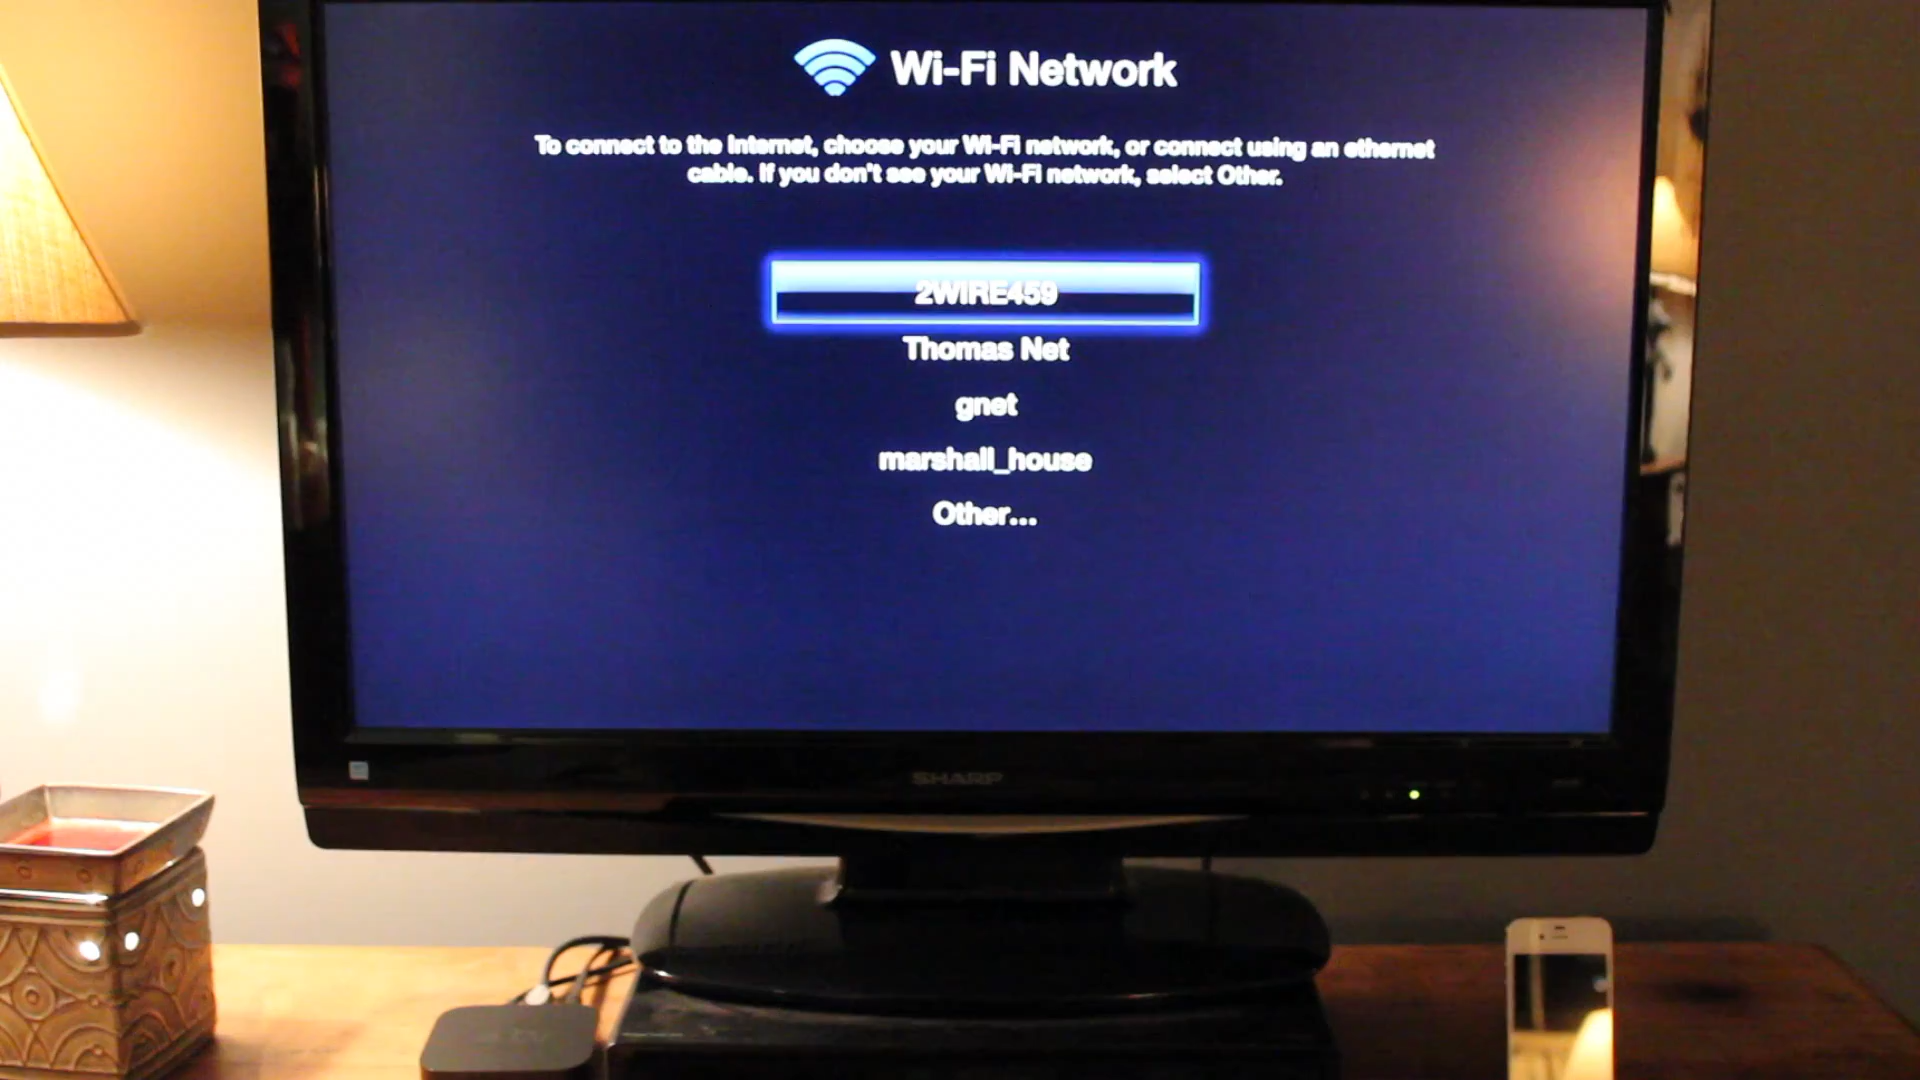 Wi-Fi Network
To connect to the Internet, choose your Wi-Fi network, or connect using an ethernet
cable. If you don't see your Wi-Fi network, select Other.
2WIRE459
Thomas Net
gnet
marshall_house
Other...
SHARP
tv